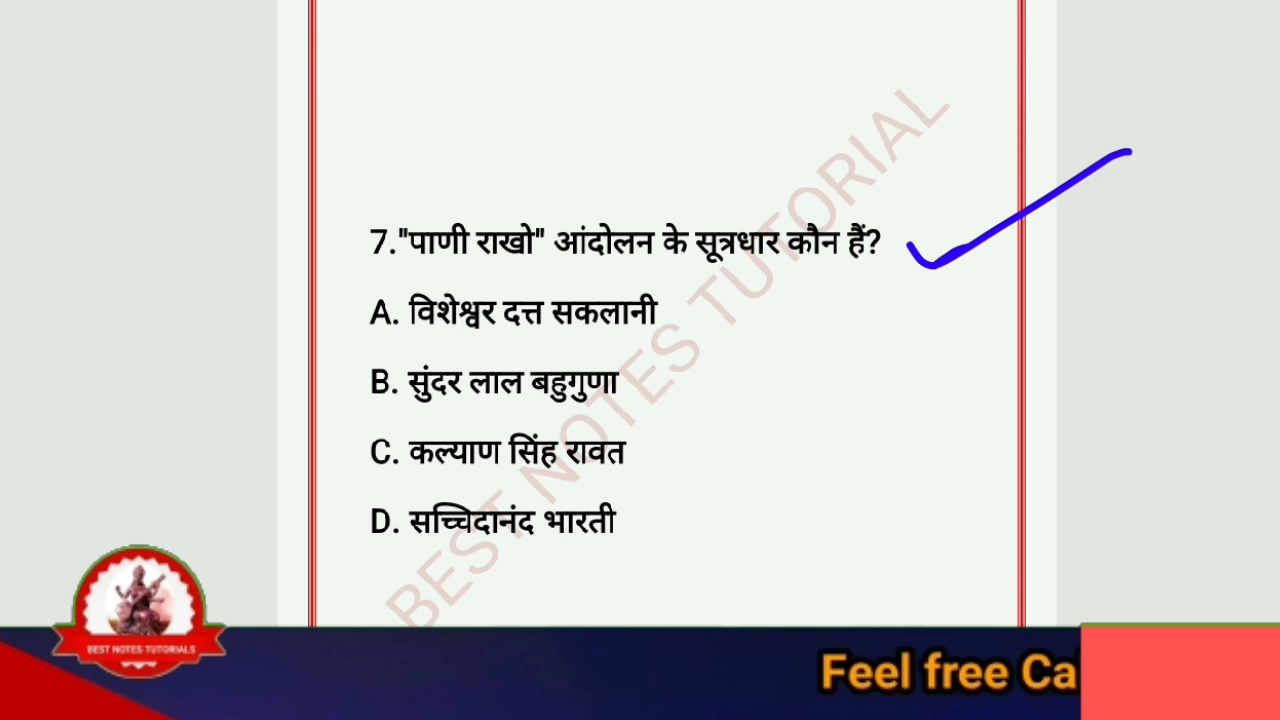 BEST NOTES TUTORIAL
7."पाणी राखो" आंदोलन के सूत्रधार कौन हैं?
A. विशेश्वर दत्त सकलानी
B. सुंदर लाल बहुगुणा
C. कल्याण सिंह रावत
D. सच्चिदानंद भारती
BEST NOTES TUTORIALS
Feel free Ca